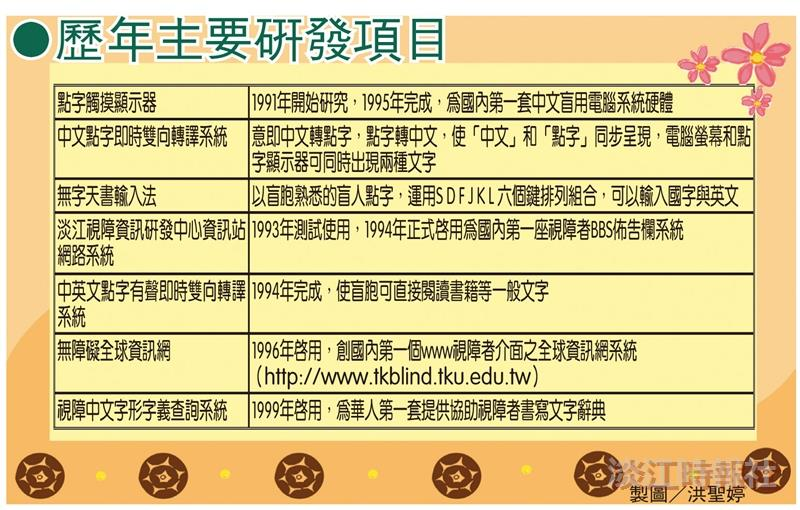 ●歷年主要研發項目
點字觸摸顯示器
1991年開始研究，1995年完成，為國內第一套中文盲用電腦系統硬體
中文點字即時雙向轉譯系統
意即中文轉點字，點字轉中文，使「中文」和「點字」同步呈現，電腦螢幕和點
字顯示器可同時出現兩種文字
無字天書輸入法
以盲胞熟悉的盲人點字，運用SDFJKL六個鍵排列組合，可以輸入國字與英文
淡江視障資訊研發中心資訊站
網路系統
1993年測試使用，1994年正式啓用為國內第一座視障者BBS佈告欄系統
中英文點字有聲即時雙向轉譯
系統
1994年完成，使盲胞可直接閱讀書籍等一般文字
無障礙全球資訊網
1996年啓用，創國內第一個www視障者介面之全球資訊網系統
（http://www.tkblind.tku.edu.tw）
視障中文字形字義查詢系統
1999年啓用，為華人第一套提供協助視障者書寫文字辭典
淡江時報社
製圖／洪聖婷